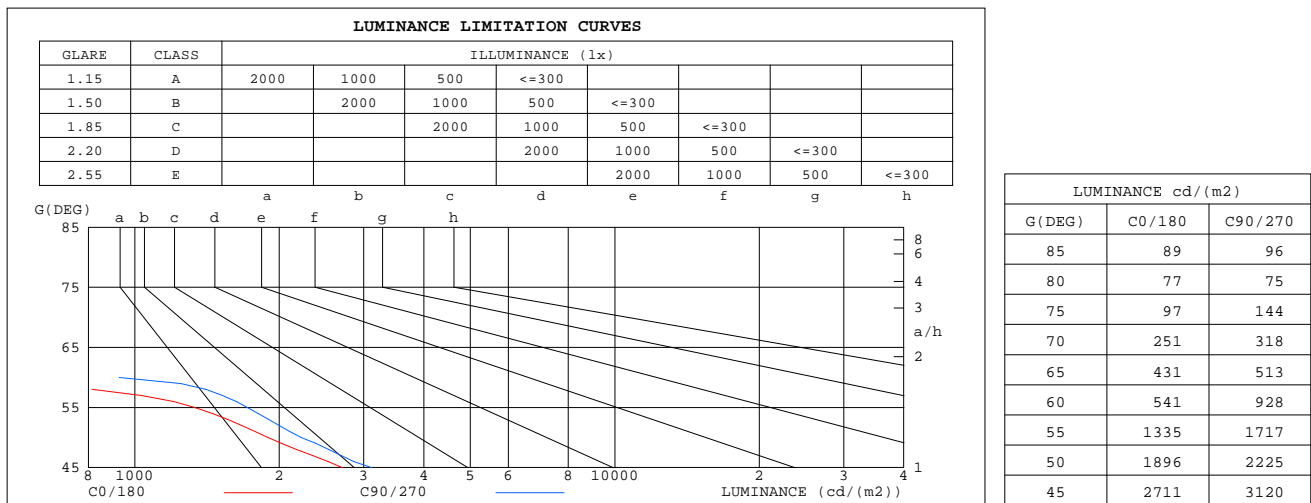 LUMINANCE LIMITATION CURVES
GLARE CLASS ILLUMINANCE (lx)
1.15 A 2000 1000 500 <=300
1.50 B 2000 1000 500 <=300
1.85 C 2000 1000 500 <=300
2.20 D 2000 1000 500 <=300
2.55 E 2000 1000 500 <=300
a b c d e f g h
G(DEG)
a b c d e f g h
85
75
65
55
45
8
6
4
3
a/h
2
1
8 1000 2 3 4 5 6 8 10000 2 3 4
C0/180 C90/270 LUMINANCE (cd/(m2))
LUMINANCE cd/(m2)
G(DEG) C0/180 C90/270
85 89 96
80 77 75
75 97 144
70 251 318
65 431 513
60 541 928
55 1335 1717
50 1896 2225
45 2711 3120